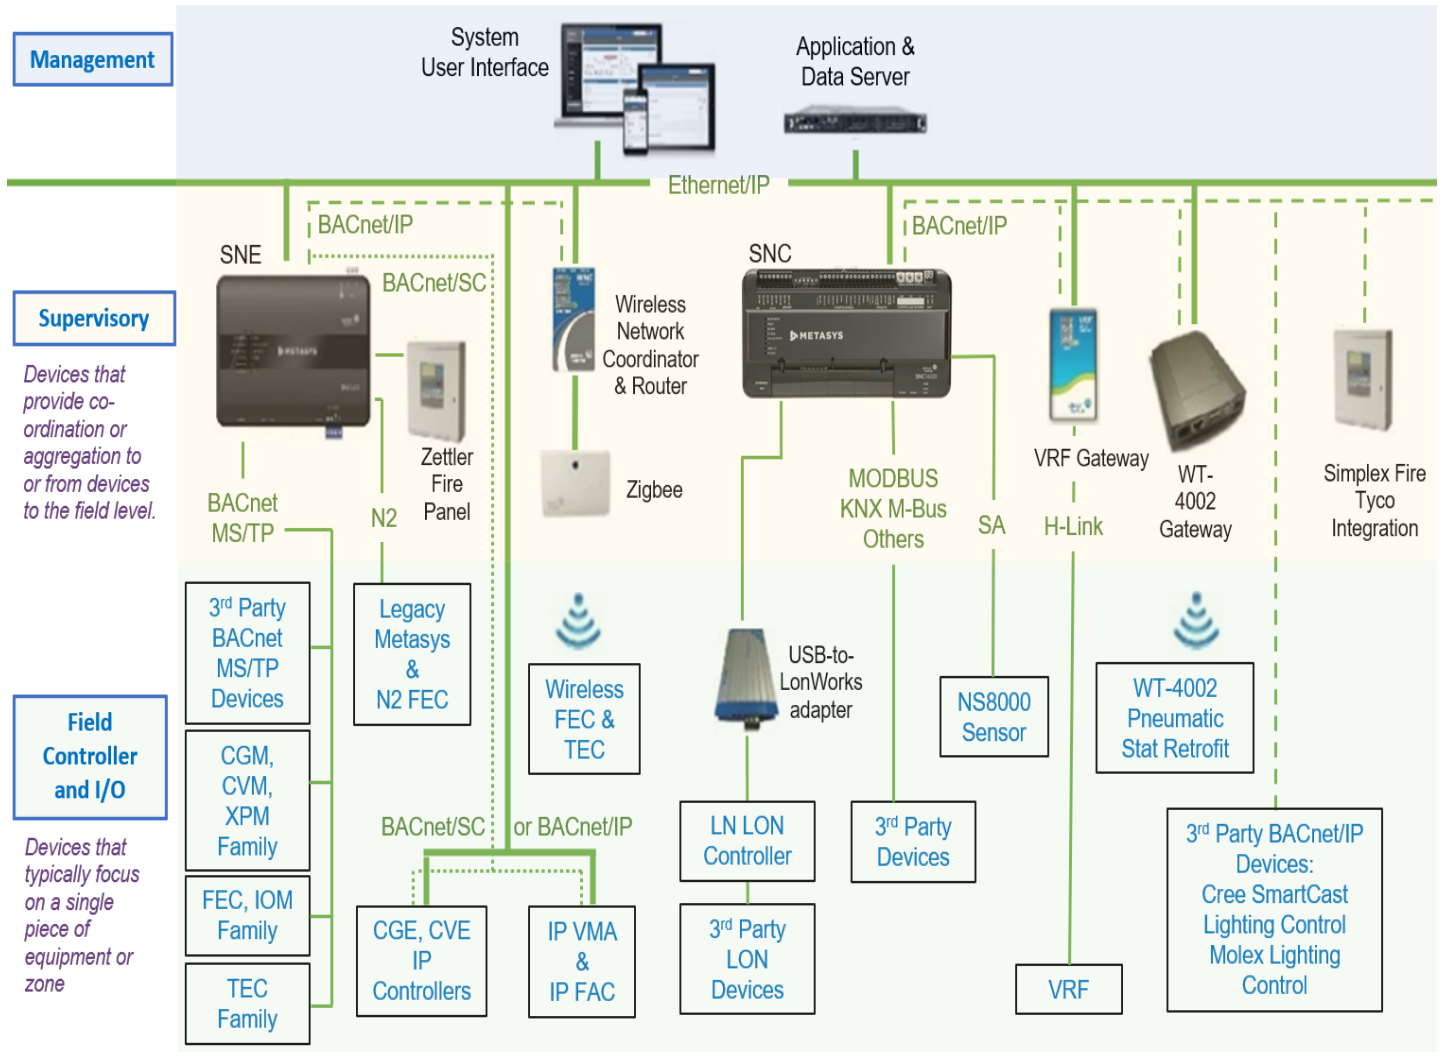 Management
System
User Interface
Application &
Data Server
Ethernet/IP
BACnet/IP
BACnet/IP
SNE
BACnet/SC
SNC
Supervisory
Devices that
provide co-
ordination or
aggregation to
or from devices
to the field level.
METASYS
Wireless
Network
Coordinator
& Router
METASYS
Zettler
Fire
Panel
VRF Gateway
WT-
4002
Gateway
Simplex Fire
Tyco
Integration
BACnet
MS/TP
N2
Zigbee
MODBUS
KNX M-Bus
Others
SA
H-Link
3rd Party
BACnet
MS/TP
Devices
Legacy
Metasys
&
N2 FEC
Wireless
FEC &
TEC
USB-to-
LonWorks
adapter
NS8000
Sensor
WT-4002
Pneumatic
Stat Retrofit
Field
Controller
and I/O
Devices that
typically focus
on a single
piece of
equipment or
zone
CGM,
CVM,
XPM
Family
BACnet/SC
or BACnet/IP
LN LON
Controller
3rd Party
Devices
3rd Party BACnet/IP
Devices:
Cree SmartCast
Lighting Control
Molex Lighting
Control
FEC, IOM
Family
CGE, CVE
IP
Controllers
IP VMA
&
IP FAC
3rd Party
LON
Devices
TEC
Family
VRF